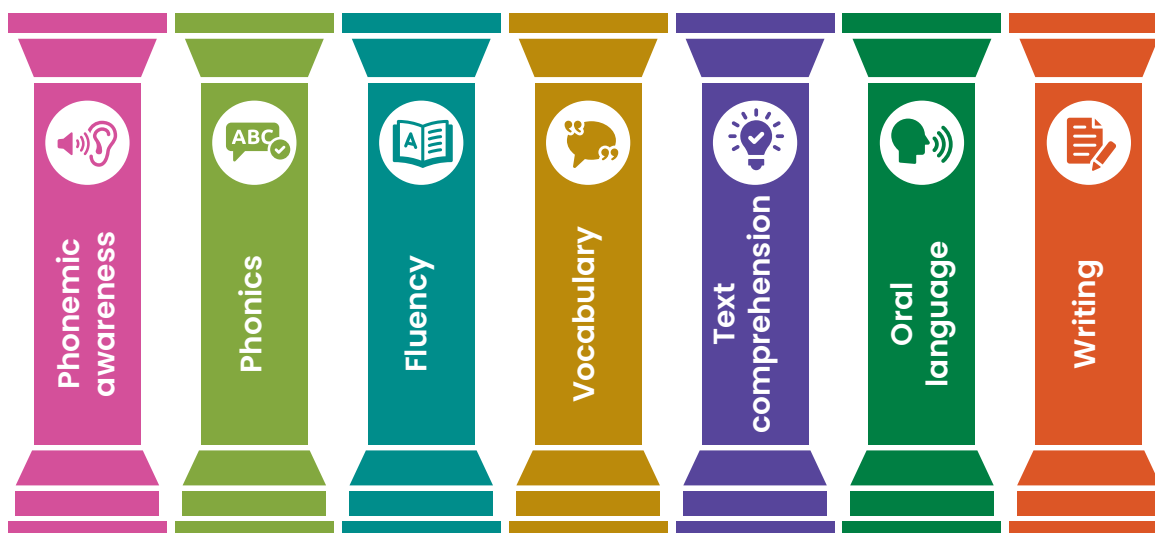 Phonemic
awareness
ABC
Phonics
A
Fluency
Vocabulary
Text
comprehension
Oral
language
Writing